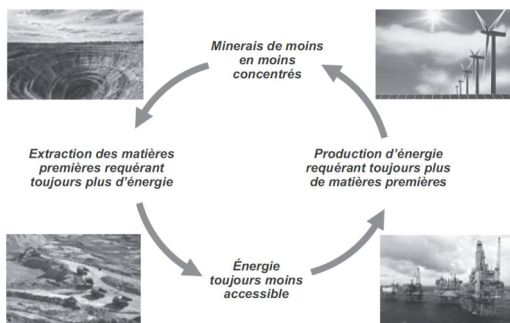 Minerais de moins
en moins
concentrés
Extraction des matières
premières requérant
toujours plus d'énergie
Production d'énergie
requérant toujours plus
de matières premières
Énergie
toujours moins
accessible